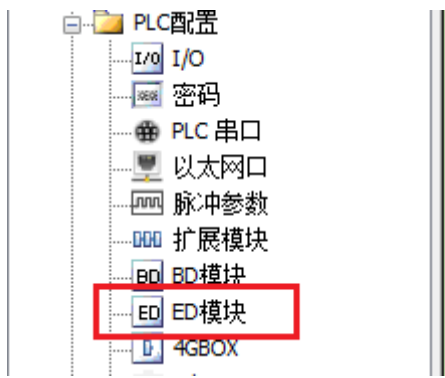 PLC配置
I/O I/O
密码
PLC 串口
以太网口
脉冲参数
扩展模块
BD BD模块
ED ED模块
4GBOX